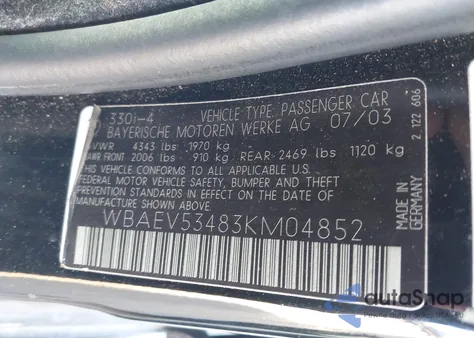 330i-4 VEHICLE TYPE: PASSENGER CAR
BAYERISCHE MOTOREN WERKE AG 07/03
GVWR 4343 lbs 1970 kg
GAWR FRONT 2006 lbs 910 kg REAR 2469 lbs 1120 kg
THIS VEHICLE CONFORMS TO ALL APPLICABLE
FEDERAL VEHICLE SAFETY, BUMPER AND THEFT
PREVENTION STANDARDS IN EFFECT ON THE DATE OF
MANUFACTURE SHOWN ABOVE.
WBAEV53483KM04852
MADE IN
GERMANY
2 122 606
autoSnap